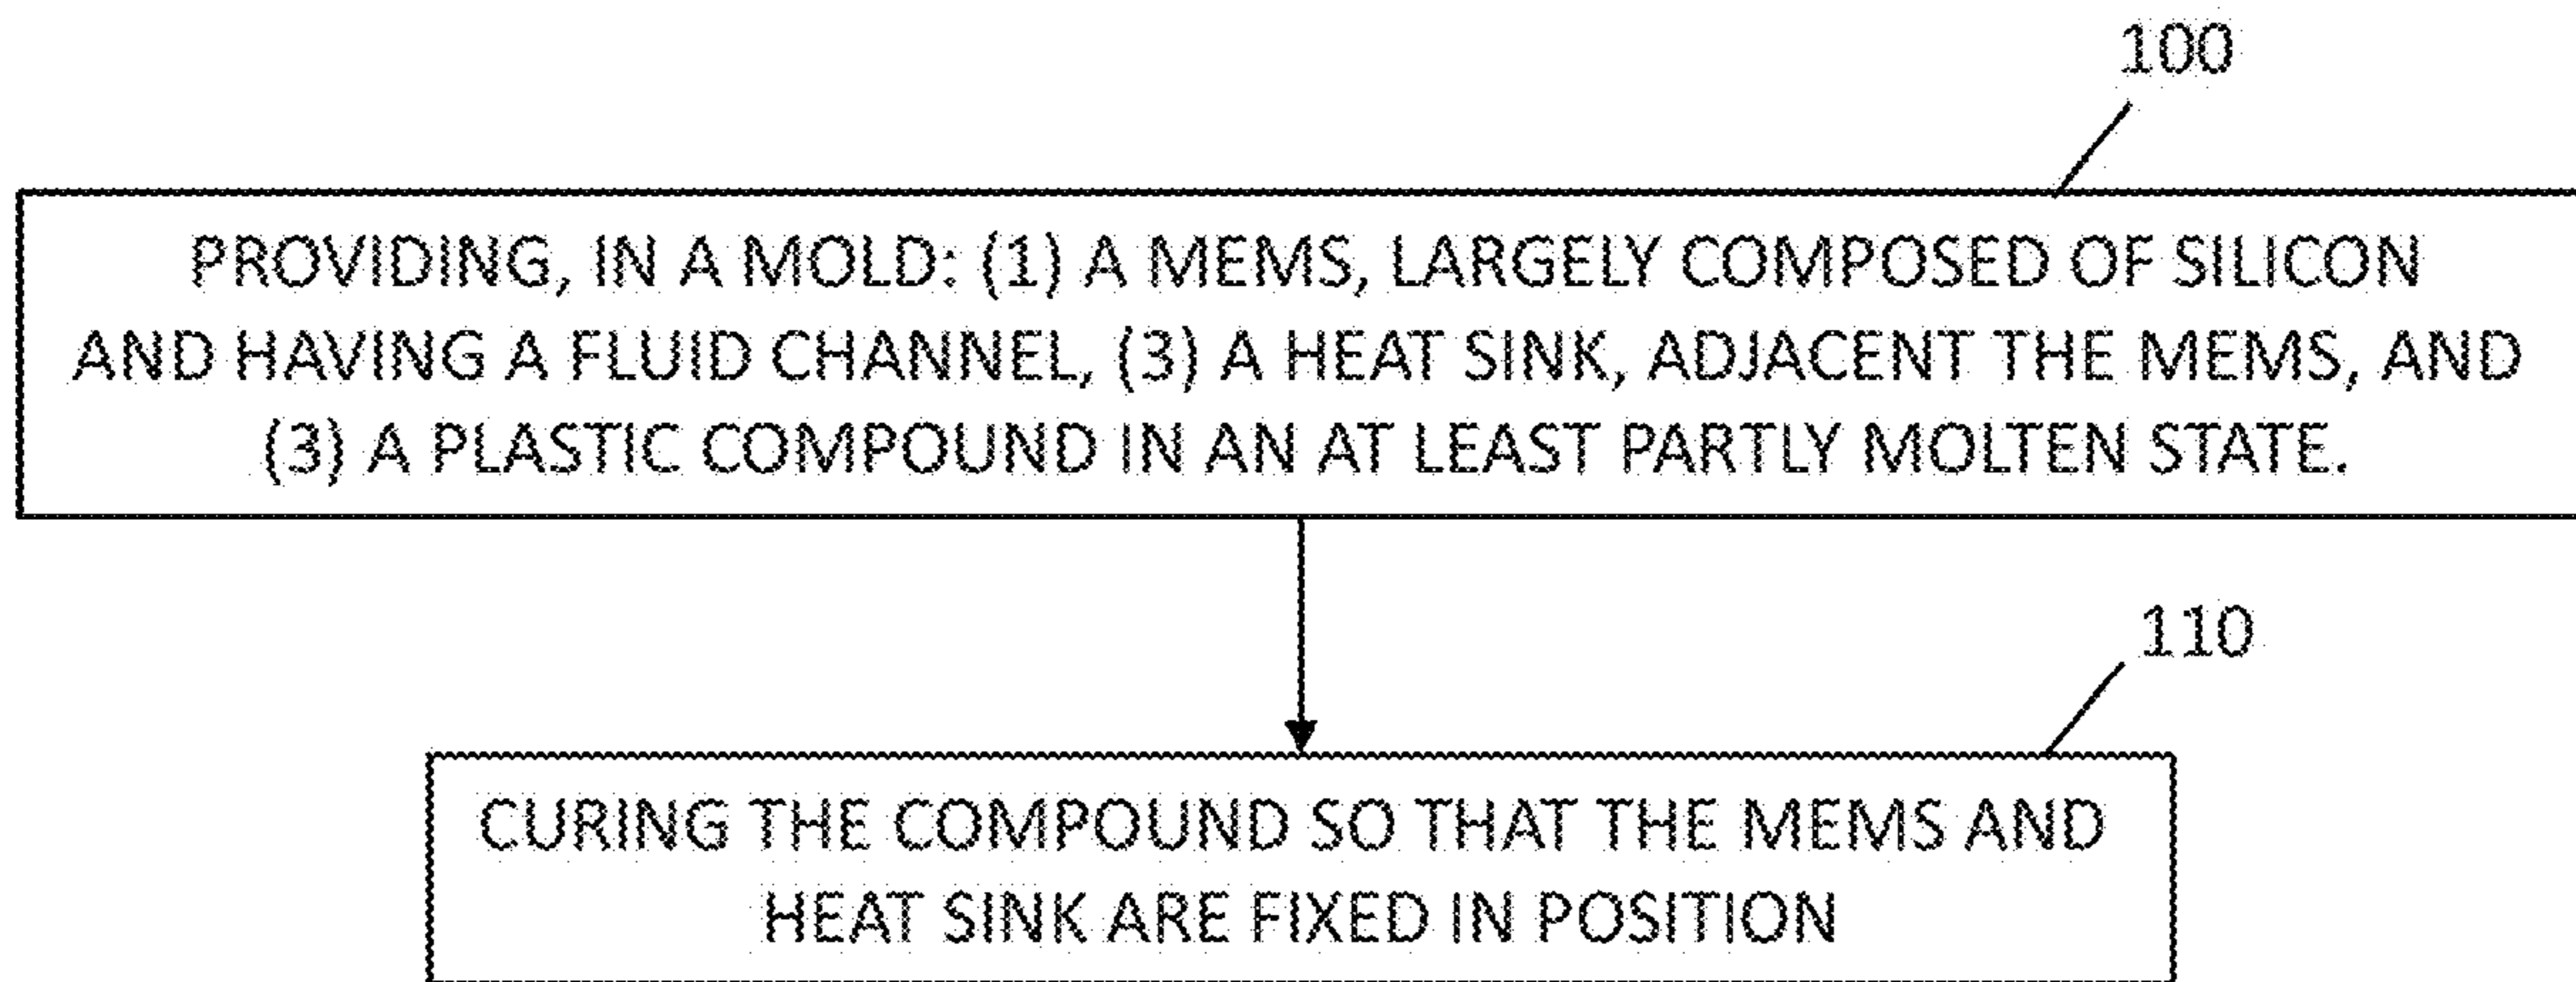 100
PROVIDING, IN A MOLD: (1) A MEMS, LARGELY COMPOSED OF SILICON
AND HAVING A FLUID CHANNEL, (3) A HEAT SINK, ADJACENT THE MEMS, AND
(3) A PLASTIC COMPOUND IN AN AT LEAST PARTLY MOLTEN STATE.
110
CURING THE COMPOUND SO THAT THE MEMS AND
HEAT SINK ARE FIXED IN POSITION